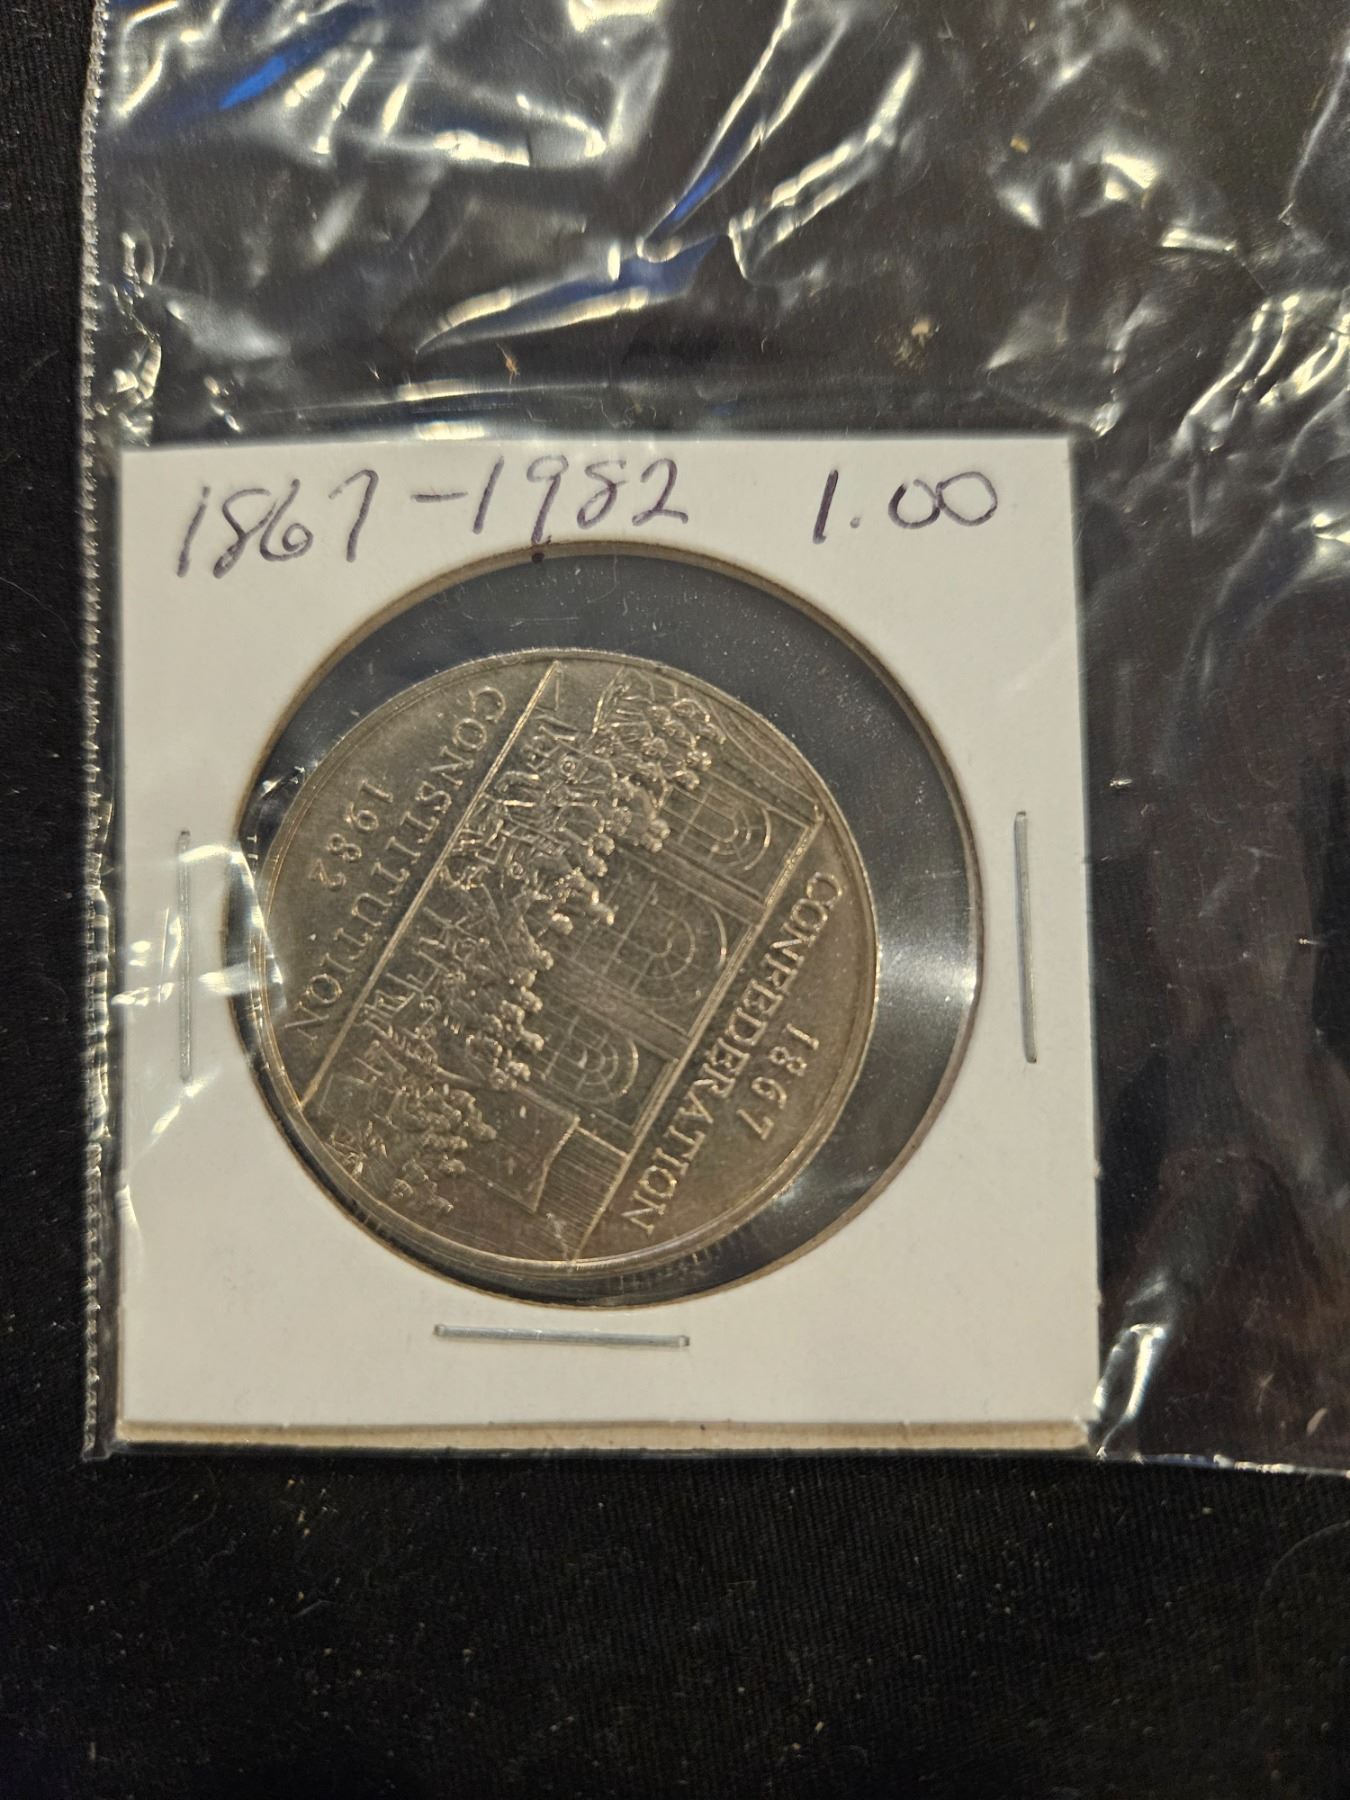 1867-1982 1.00
1867
CONFEDERATION
CONSTITUTION
1982